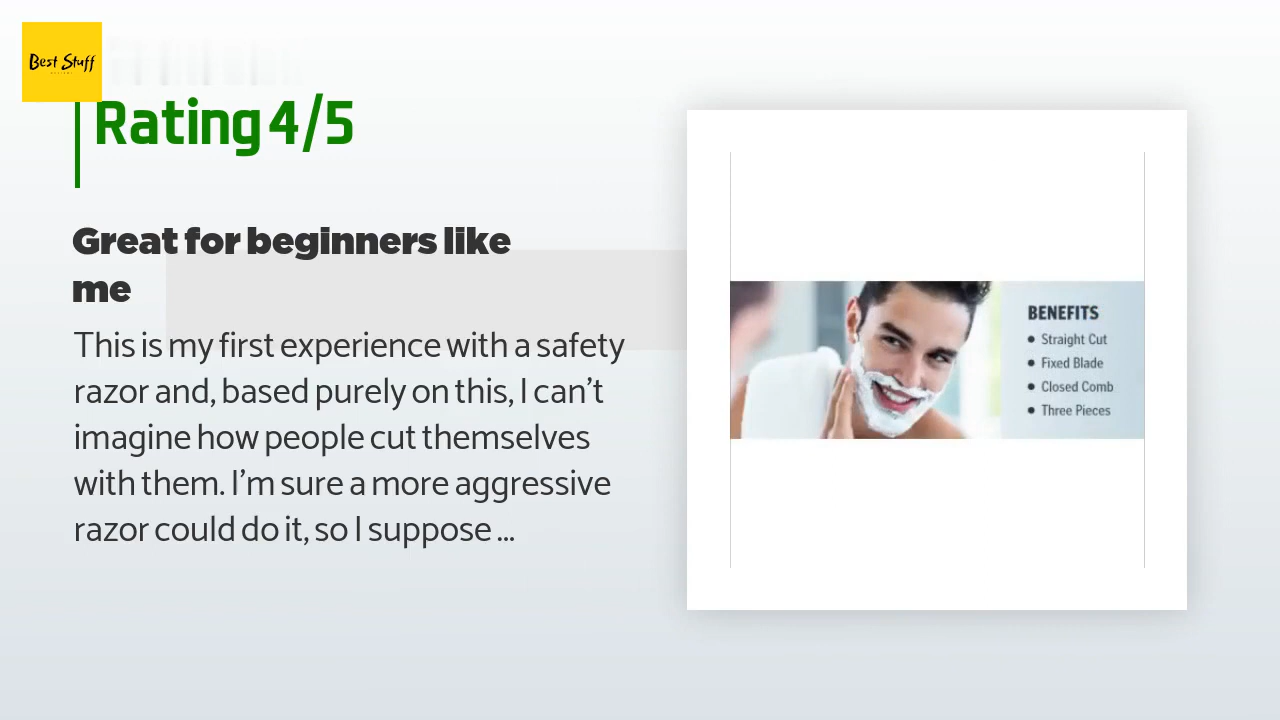 Best Stuff
Rating 4/5
Great for beginners like
me
This is my first experience with a safety
razor and, based purely on this, I can't
imagine how people cut themselves
with them. I'm sure a more aggressive
razor could do it, so I suppose ...
BENEFITS
● Straight Cut
● Fixed Blade
● Closed Comb
● Three Pieces